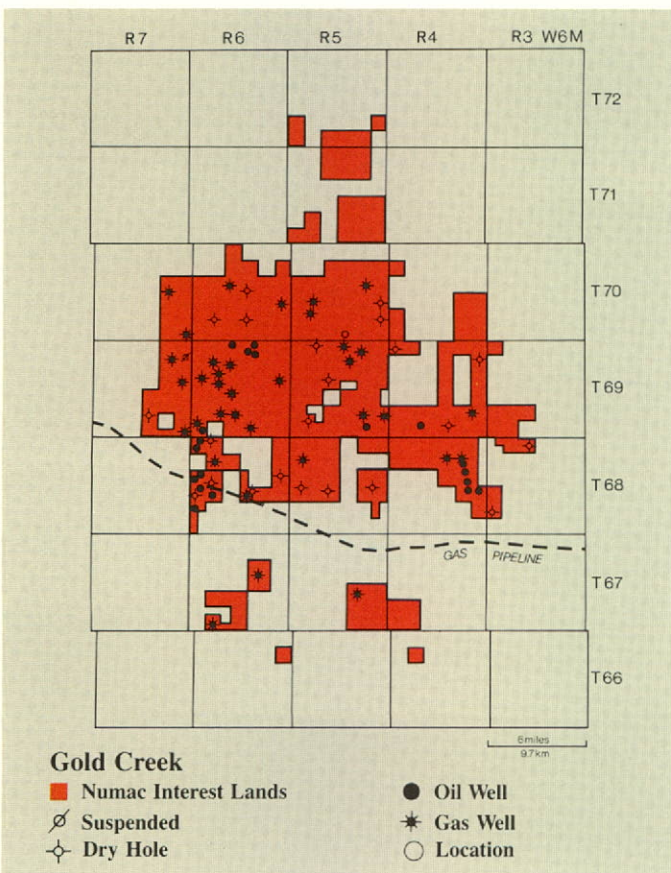 R7 R6 R5 R4 R3 W6M
T72
T71
T70
T69
T68
GAS PIPELINE
T67
T66
6miles
9.7km
Gold Creek
Numac Interest Lands
Suspended
Dry Hole
Oil Well
Gas Well
Location